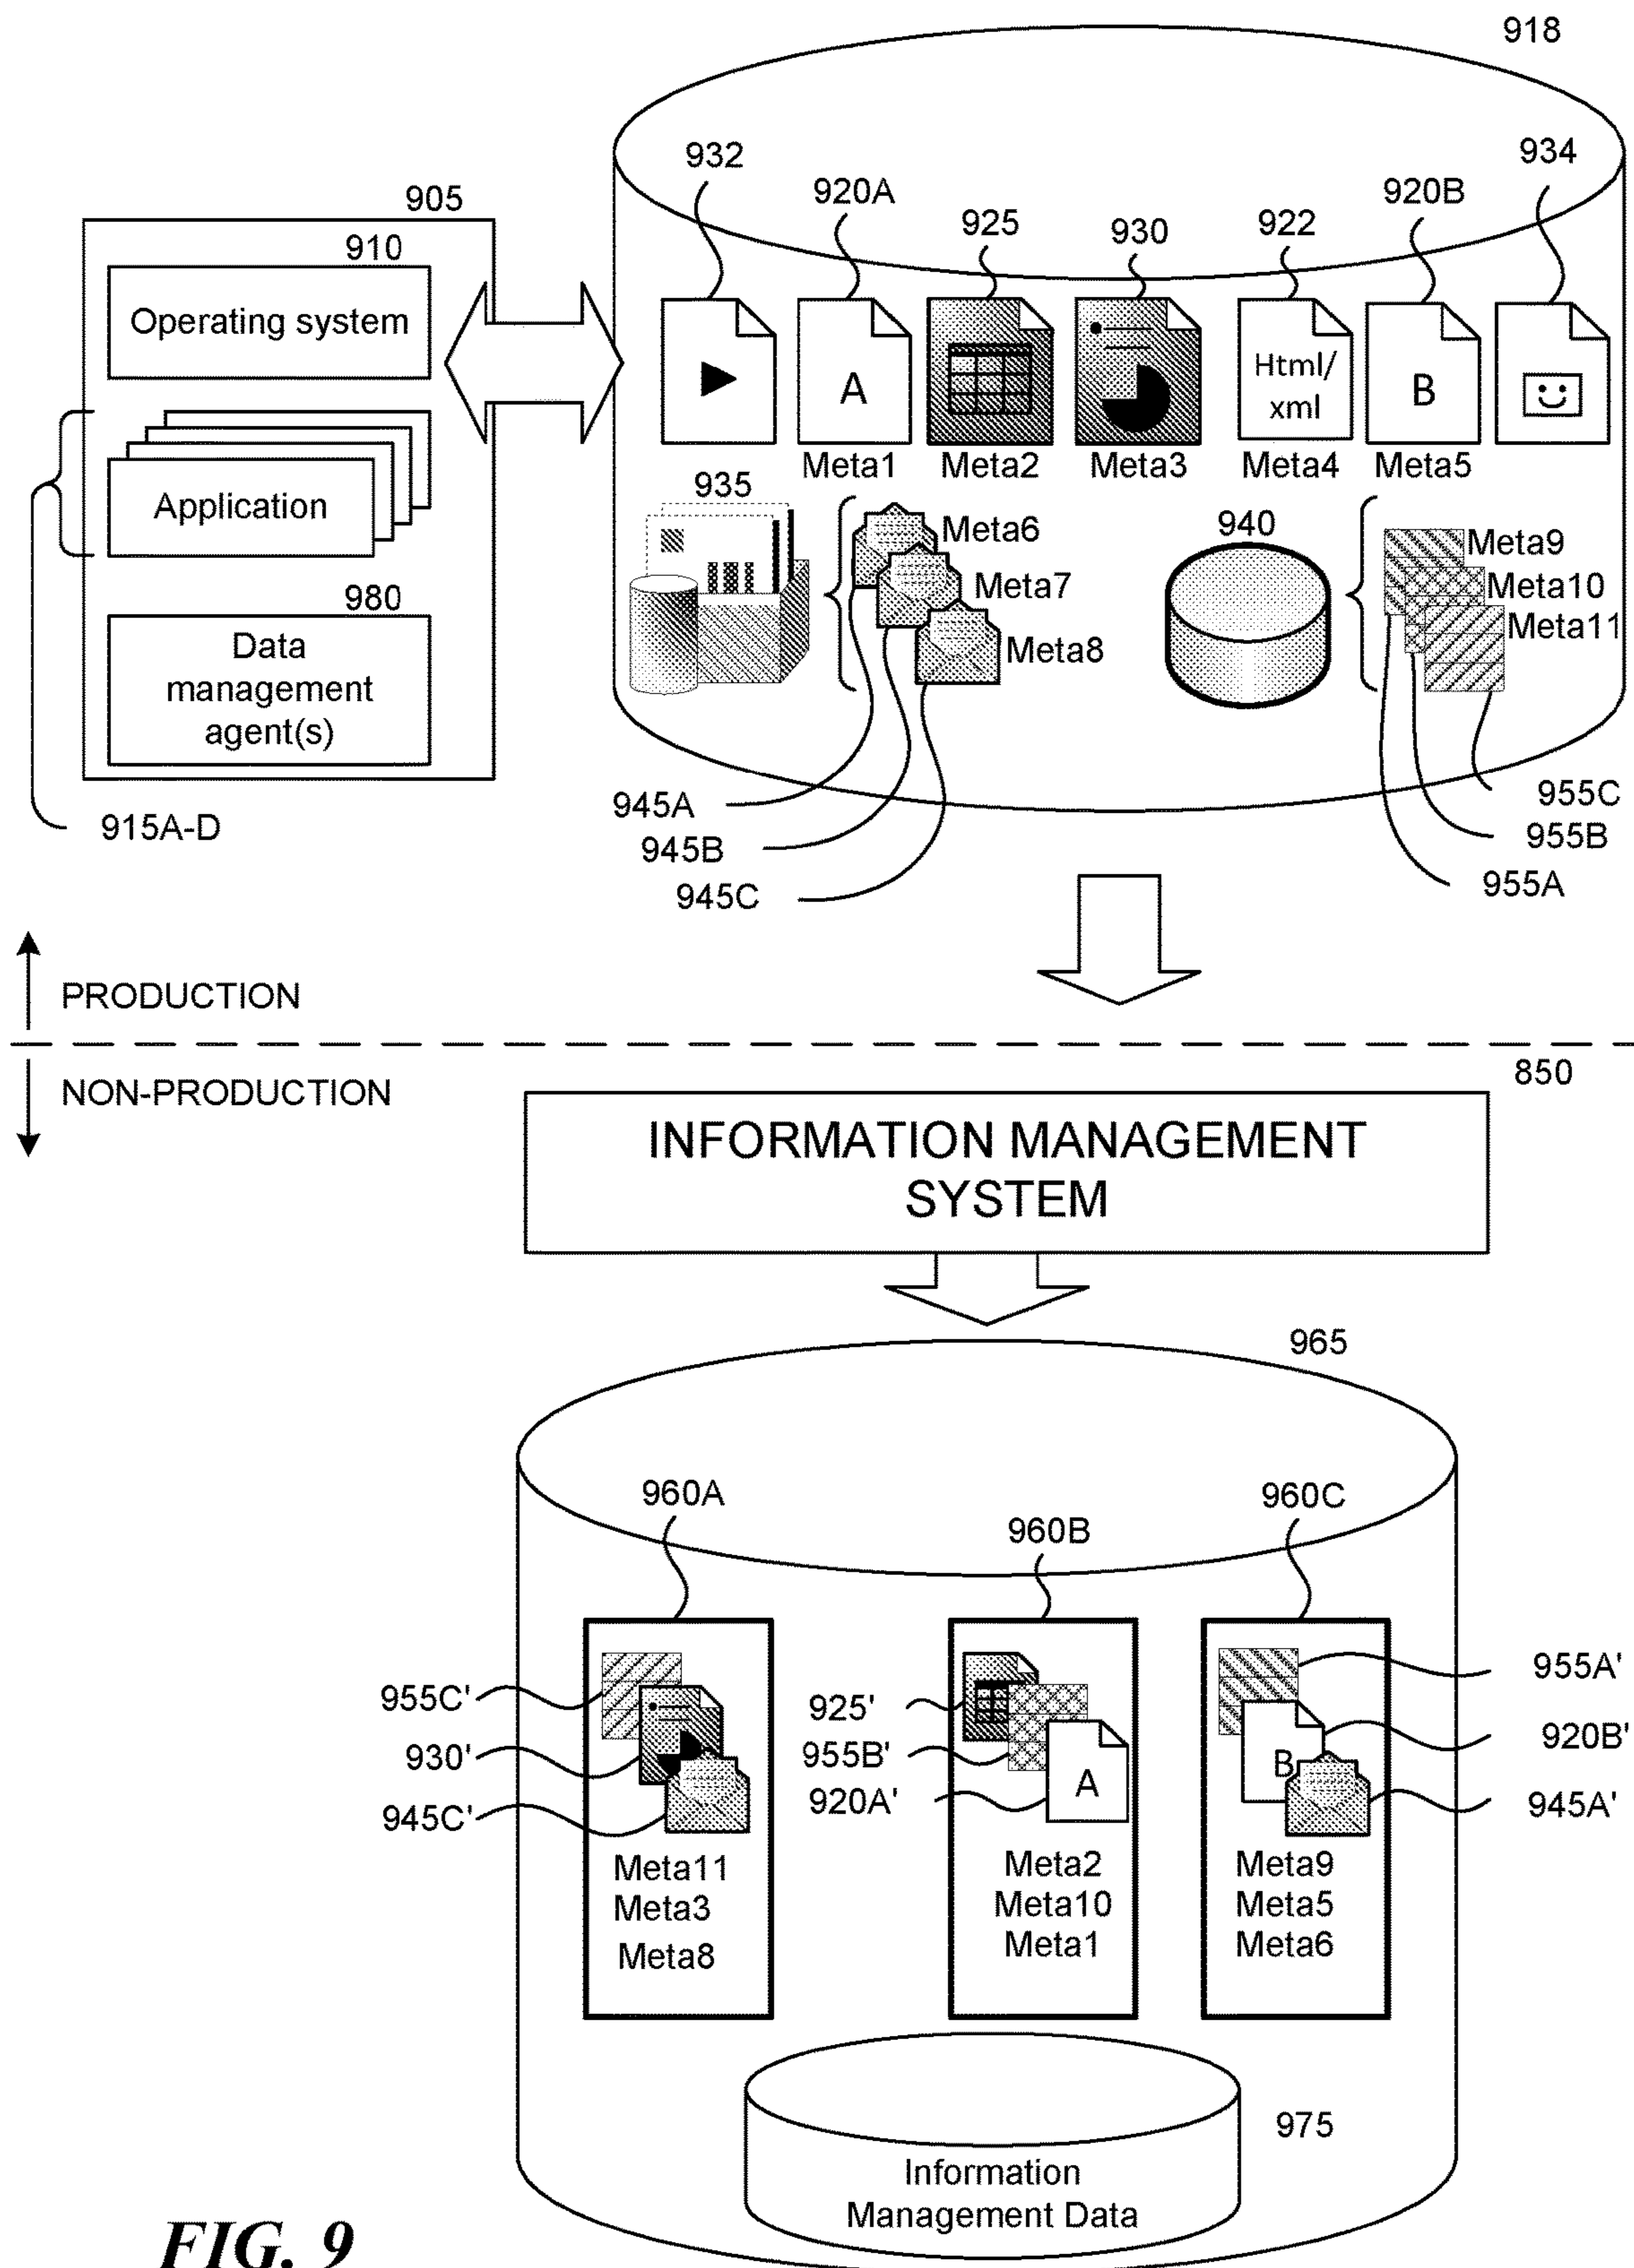 918
932
934
920A
920B
905
925
930
922
910
Operating system
A
Html/
xml
B
Meta1
Meta2
Meta3
Meta4
Meta5
935
Application
940
Meta6
Meta9
Meta7
Meta10
Meta8
Meta11
980
Data
management
agent(s)
945A
955C
915A-D
955B
945B
955A
945C
PRODUCTION
850
NON-PRODUCTION
INFORMATION MANAGEMENT
SYSTEM
965
960A
960B
960C
955C'
930'
945C'
925'
955B'
920A'
A
955A'
920B'
B
945A'
Meta11
Meta3
Meta8
Meta2
Meta10
Meta1
Meta9
Meta5
Meta6
975
Information
Management Data
FIG. 9